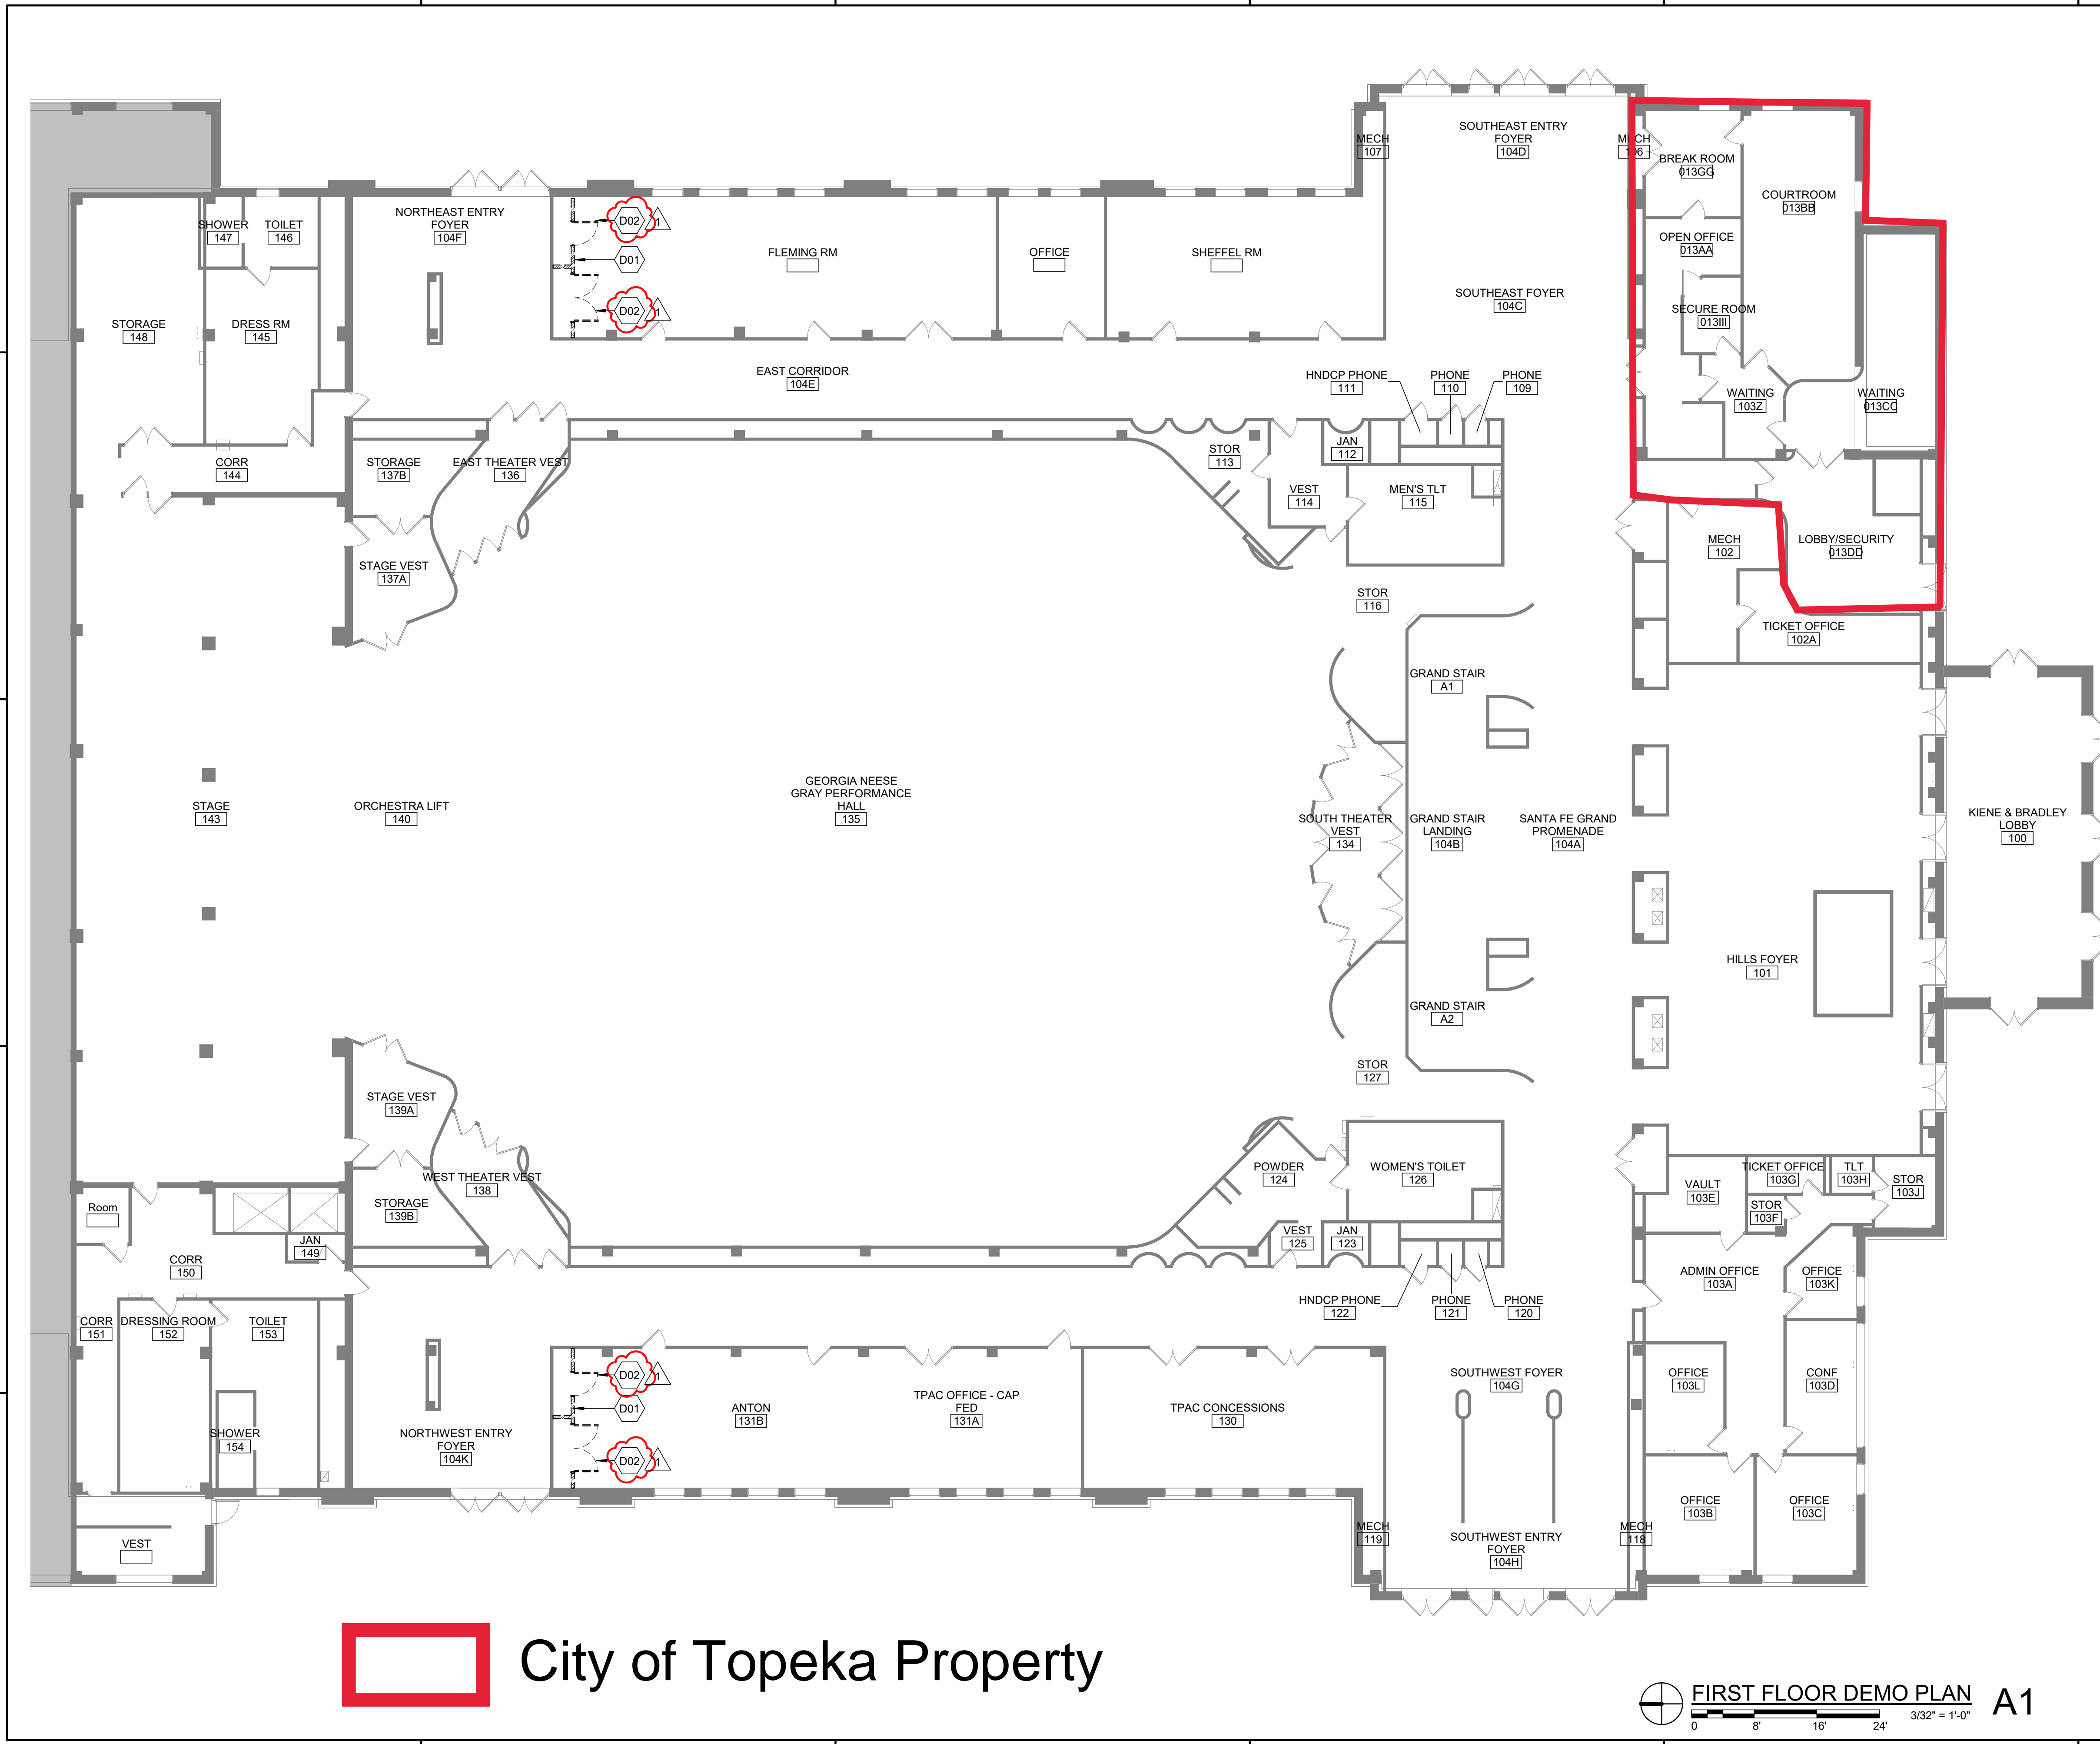 SOUTHEAST ENTRY
FOYER
104D
MECH
107
MECH
106
BREAK ROOM
013GG
COURTROOM
013BB
OPEN OFFICE
013AA
SECURE ROOM
013III
WAITING
103Z
WAITING
013CC
LOBBY/SECURITY
013DD
MECH
102
TICKET OFFICE
102A
SHOWER
147
TOILET
146
NORTHEAST ENTRY
FOYER
104F
D02
1
D01
D02
1
FLEMING RM
OFFICE
SHEFFEL RM
SOUTHEAST FOYER
104C
STORAGE
148
DRESS RM
145
EAST CORRIDOR
104E
HNDCP PHONE
111
PHONE
110
PHONE
109
CORR
144
STORAGE
137B
EAST THEATER VEST
136
STOR
113
JAN
112
VEST
114
MEN'S TLT
115
STAGE VEST
137A
STOR
116
GRAND STAIR
A1
STAGE
143
ORCHESTRA LIFT
140
GEORGIA NEESE
GRAY PERFORMANCE
HALL
135
SOUTH THEATER
VEST
134
GRAND STAIR
LANDING
104B
SANTA FE GRAND
PROMENADE
104A
KIENE & BRADLEY
LOBBY
100
HILLS FOYER
101
GRAND STAIR
A2
STOR
127
STAGE VEST
139A
WEST THEATER VEST
138
STORAGE
139B
POWDER
124
WOMEN'S TOILET
126
VEST
125
JAN
123
VAULT
103E
TICKET OFFICE
103G
TLT
103H
STOR
103J
STOR
103F
Room
JAN
149
CORR
150
ADMIN OFFICE
103A
OFFICE
103K
HNDCP PHONE
122
PHONE
121
PHONE
120
CORR
151
DRESSING ROOM
152
TOILET
153
D02
1
D01
D02
1
ANTON
131B
TPAC OFFICE - CAP
FED
131A
TPAC CONCESSIONS
130
SOUTHWEST FOYER
104G
OFFICE
103L
CONF
103D
SHOWER
154
NORTHWEST ENTRY
FOYER
104K
OFFICE
103B
OFFICE
103C
VEST
MECH
119
SOUTHWEST ENTRY
FOYER
104H
MECH
118
City of Topeka Property
FIRST FLOOR DEMO PLAN
A1
3/32" = 1'-0"
0 8' 16' 24'